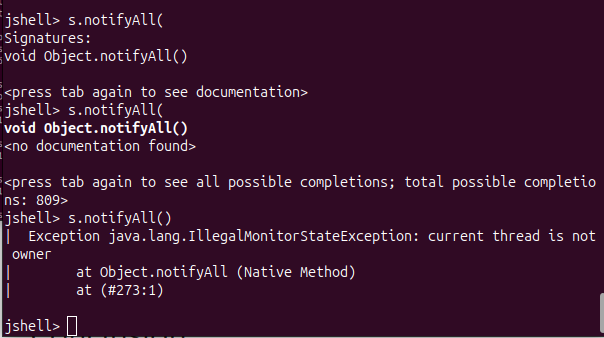 jshell> s.notifyAll(
Signatures:
void Object.notifyAll()
<press tab again to see documentation>
jshell> s.notifyAll(
void Object.notifyAll()
<no documentation found>
<press tab again to see all possible completions; total possible completio
ns: 809>
jshell> s.notifyAll()
|  Exception java.lang.IllegalMonitorStateException: current thread is not
 owner
|        at Object.notifyAll (Native Method)
|        at (#273:1)
jshell>